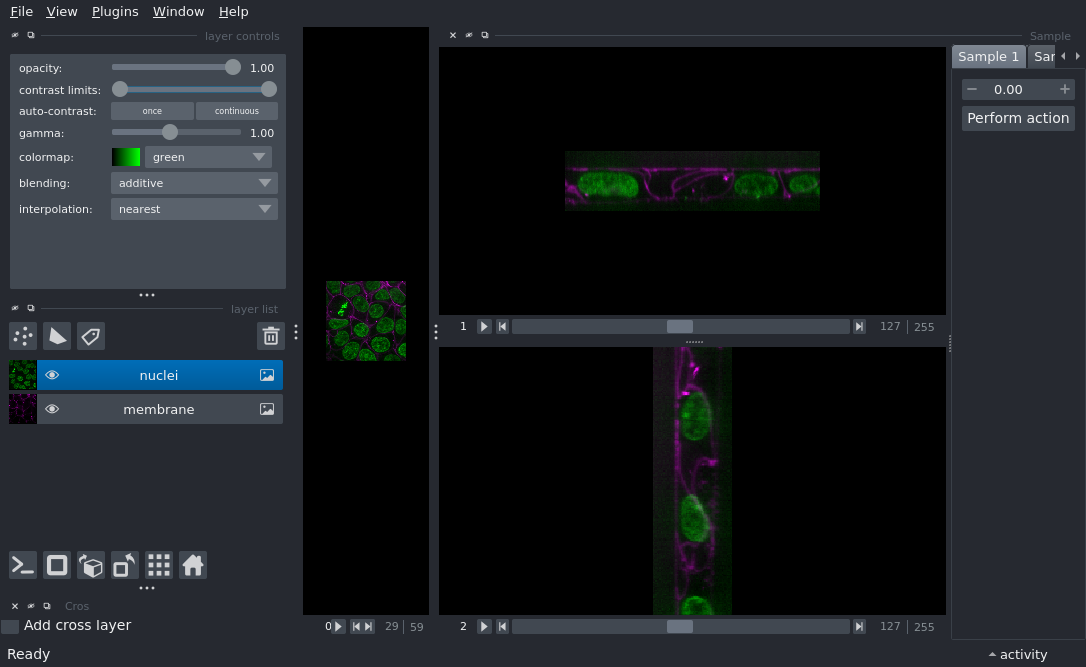 File View Plugins Window Help
layer controls
opacity: 1.00
contrast limits:
auto-contrast: once continuous
gamma: 1.00
colormap: green
blending: additive
interpolation: nearest
layer list
nuclei
membrane
Cros
Add cross layer
Ready
0 29 59
1 127 255
2 127 255
Sample
Sample 1 Sar
0.00
Perform action
activity